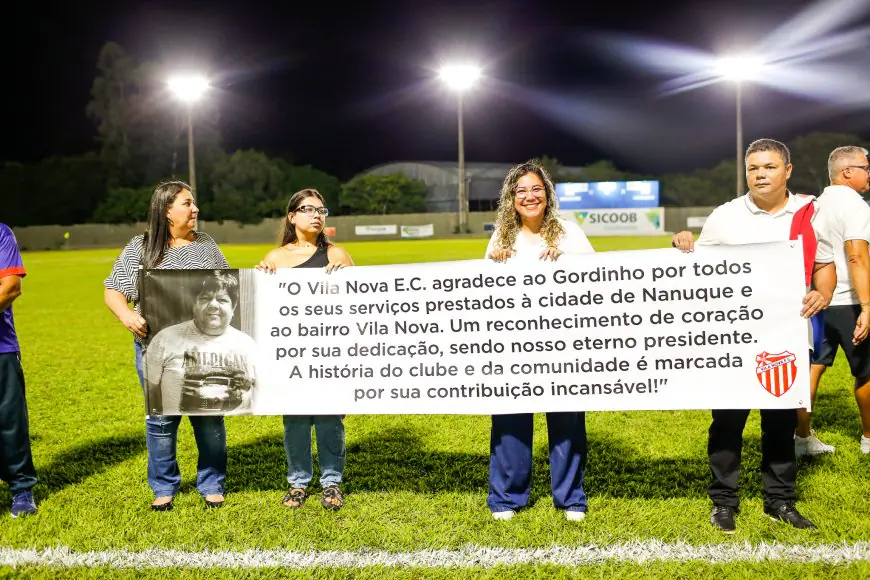 "O Vila Nova E.C. agradece Gordinho por todos
os seus serviços prestados à cidade de Nanuque e
ao bairro Vila Nova. Um reconhecimento de coração
por sua dedicação, sendo nosso eterno presidente.
A história do clube e da comunidade é marcada
por sua contribuição incansável!"
AMERICAN
SICOOB